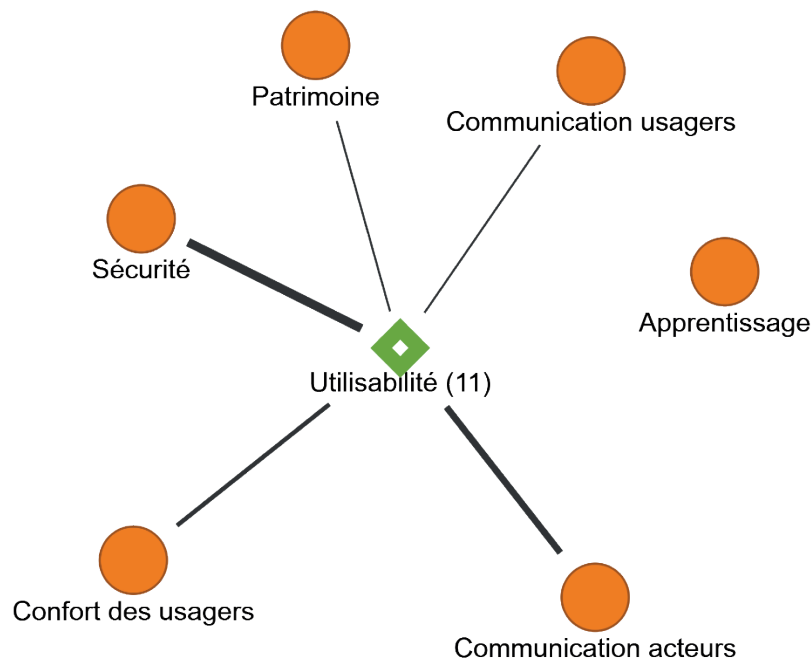 Patrimoine
Communication usagers
Sécurité
Apprentissage
Utilisabilité (11)
Confort des usagers
Communication acteurs